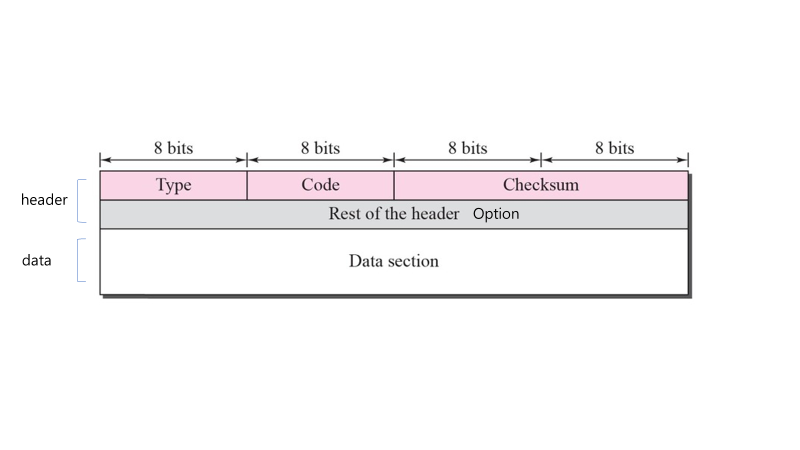 8 bits 8 bits 8 bits 8 bits
Type Code Checksum
header
Rest of the header Option
data
Data section